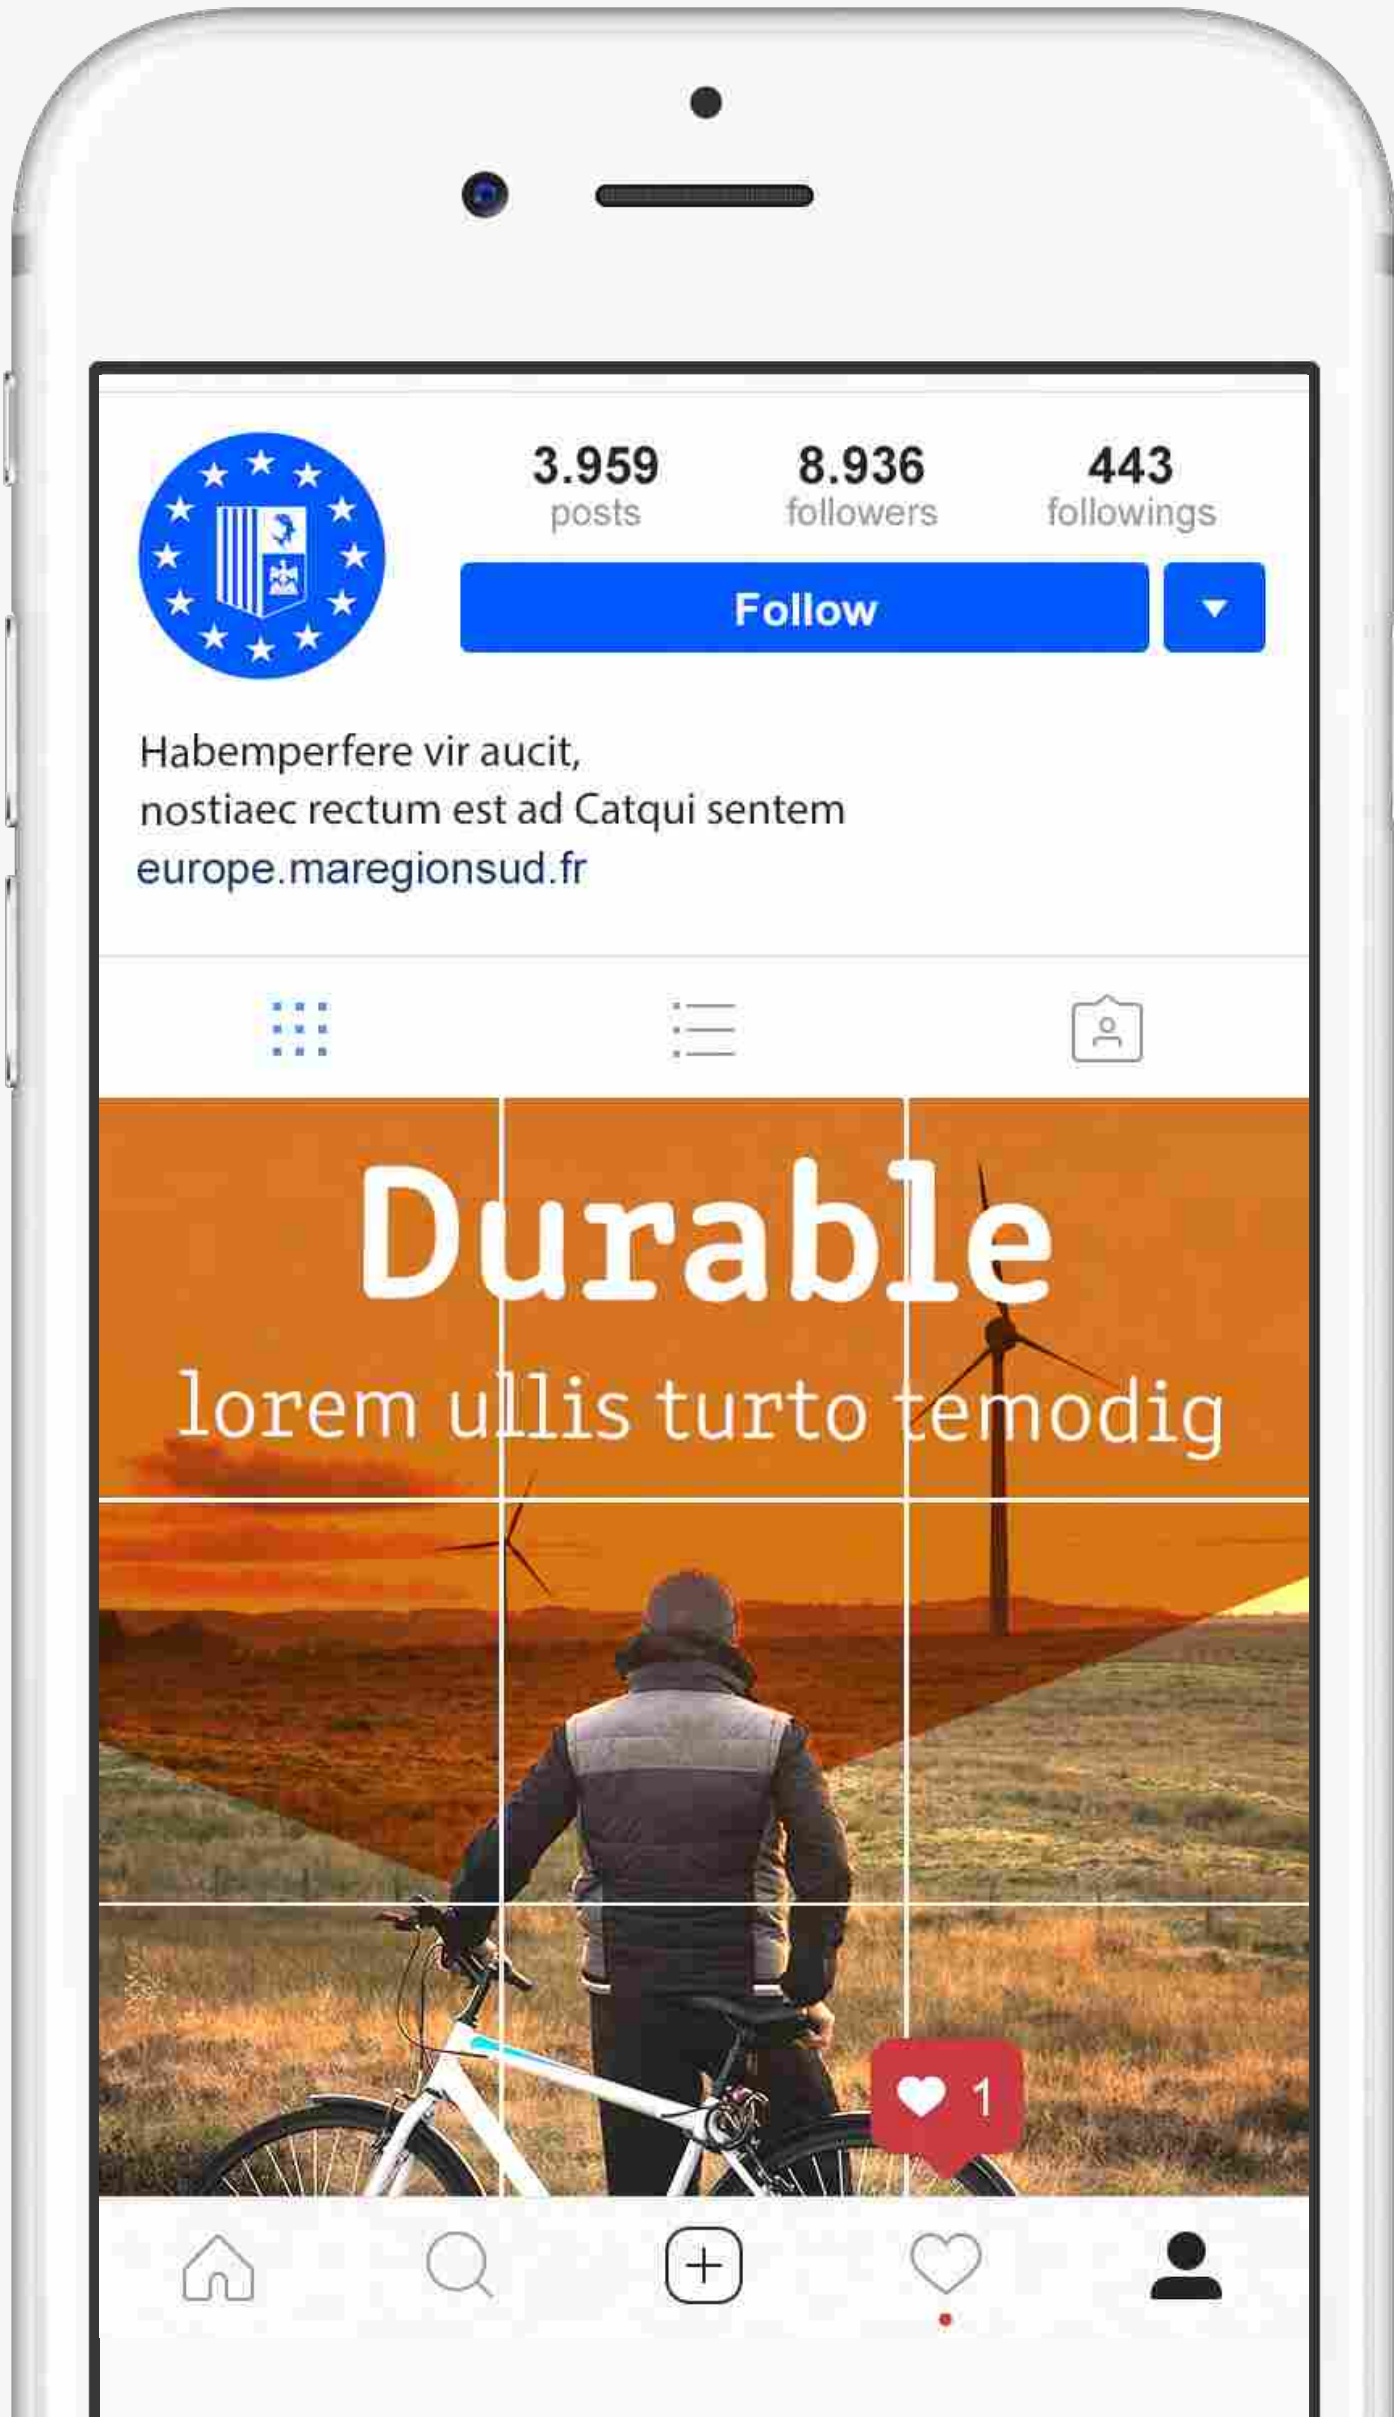 3.959 8.936 443
posts followers followings
Follow
Habemperfere vir aucit,
nostiaec rectum est ad Catqui sentem
europe.maregionsud.fr
Durable
lorem ullis turto temodig
1